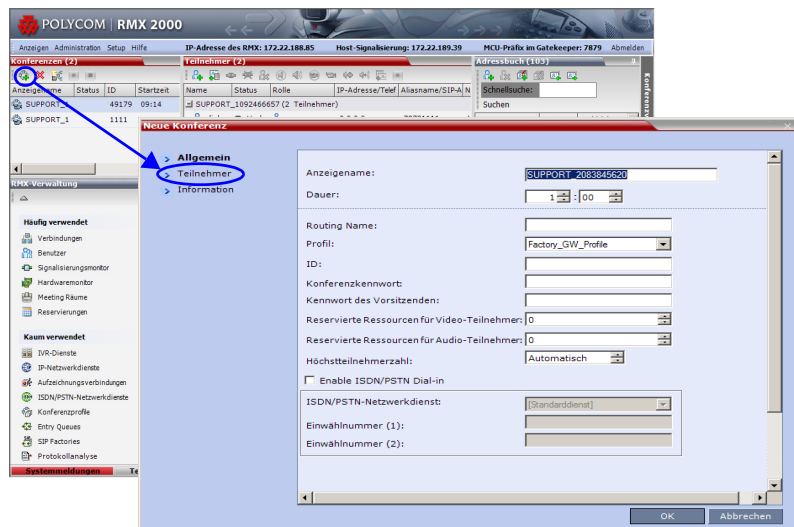 POLYCOM | RMX 2000
Anzeigen Administration Setup Hilfe IP-Adresse des RMX: 172.22.188.85 Host-Signalisierung: 172.22.189.39 MCU-Präfix im Gatekeeper: 7879 Abmelden
Konferenzen (2)
Anzeigename Status ID Startzeit
SUPPORT_1 49179 09:14
SUPPORT_1 1111
Teilnehmer (2)
Name Status Rolle IP-Adresse/Telef Aliasname/SIP-A N
SUPPORT_1092466657 (2 Teilnehmer)
Adressbuch (103)
Schnellsuche:
Suchen
RMX-Verwaltung
Häufig verwendet
Verbindungen
Benutzer
Signalisierungsmonitor
Hardwaremonitor
Meeting Räume
Reservierungen
Kaum verwendet
IVR-Dienste
IP-Netzwerkdienste
Aufzeichnungsverbindungen
ISDN/PSTN-Netzwerkdienste
Konferenzprofile
Entry Queues
SIP Factories
Protokollanalyse
Systemmeldungen
Neue Konferenz
Allgemein
Teilnehmer
Information
Anzeigename: SUPPORT_2083845620
Dauer: 1 : 00
Routing Name:
Profil: Factory_GW_Profile
ID:
Konferenzkennwort:
Kennwort des Vorsitzenden:
Reservierte Ressourcen für Video-Teilnehmer: 0
Reservierte Ressourcen für Audio-Teilnehmer: 0
Höchstteilnehmerzahl: Automatisch
Enable ISDN/PSTN Dial-in
ISDN/PSTN-Netzwerkdienst: [Standarddienst]
Einwählnummer (1):
Einwählnummer (2):
OK Abbrechen